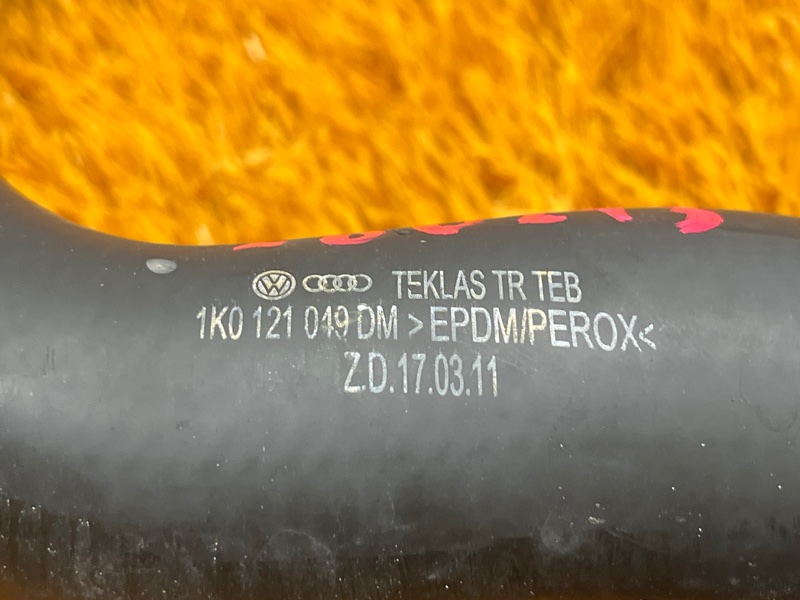 TEKLAS TR TEB
1K0 121 049 DM >EPDM/PEROX<
Z.D.17.03.11